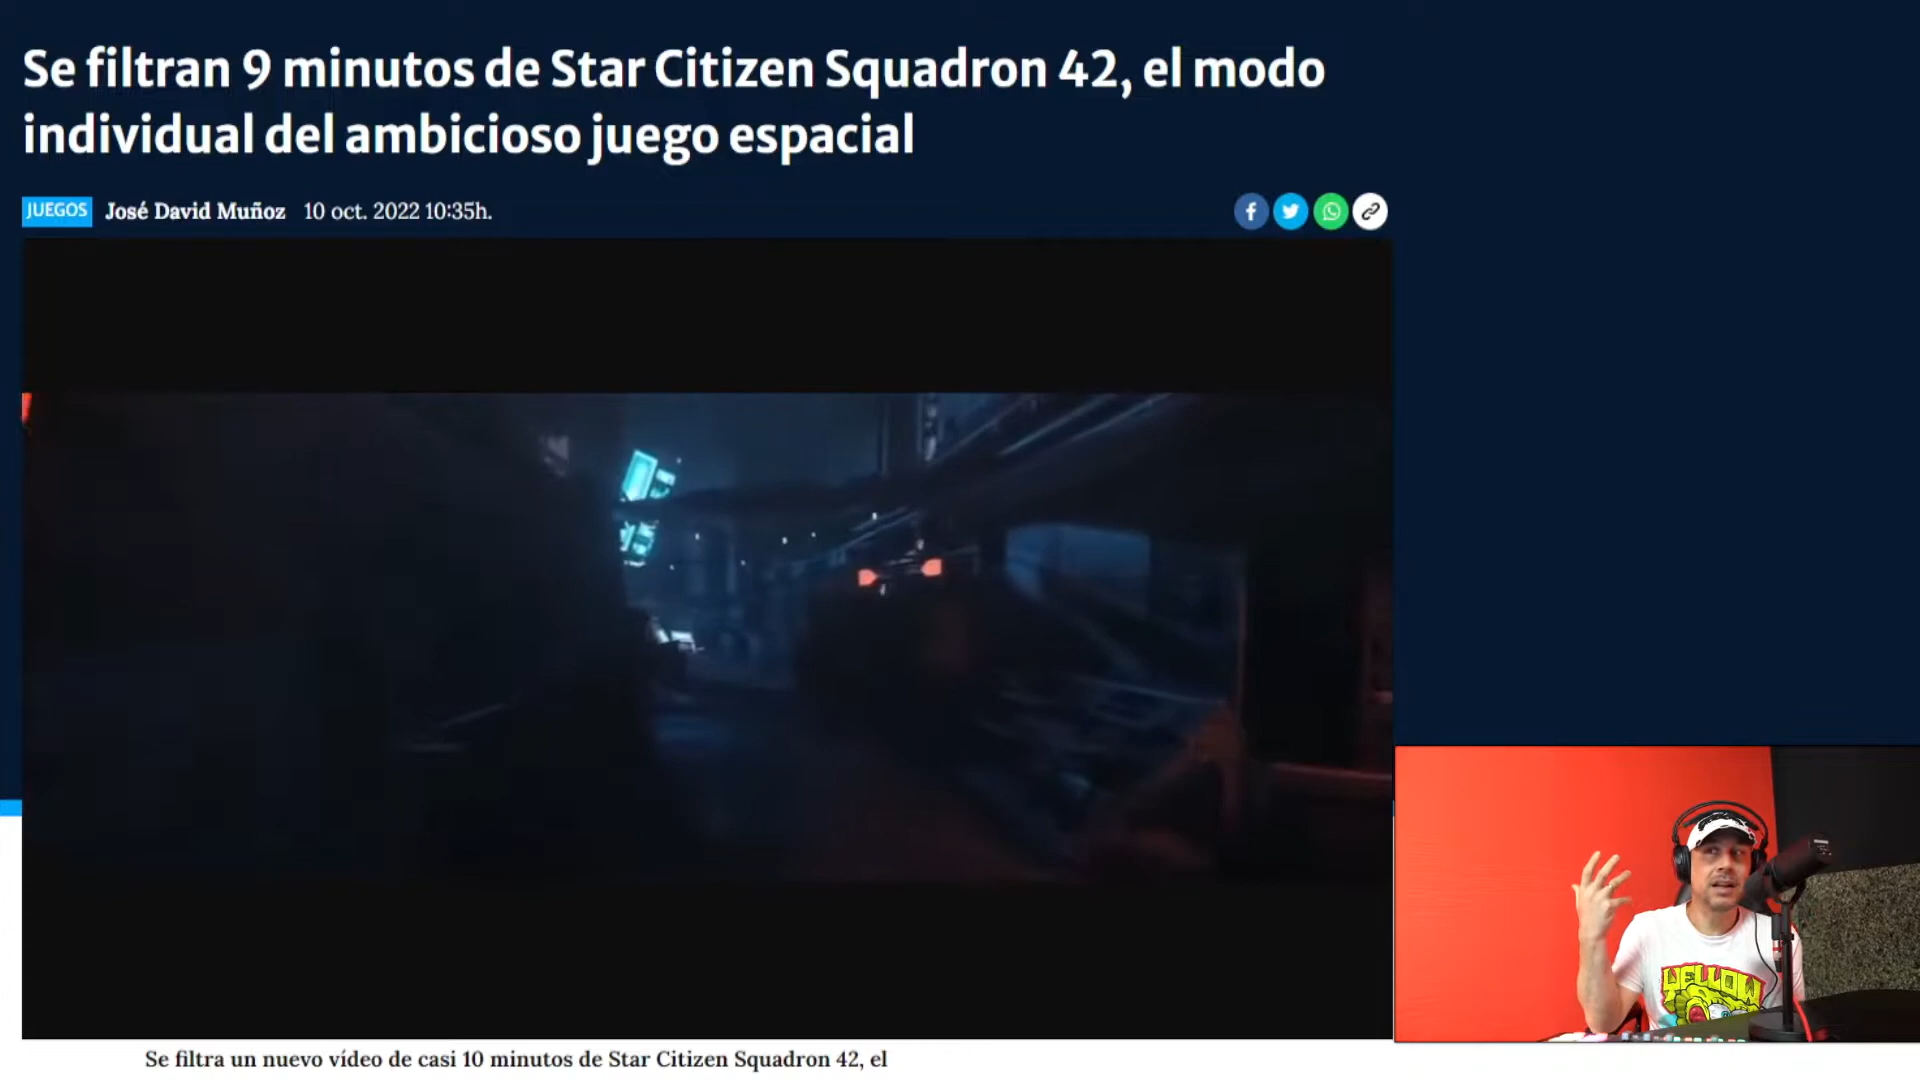 Se filtran 9 minutos de Star Citizen Squadron 42, el modo
individual del ambicioso juego espacial
JUEGOS José David Muñoz 10 oct. 2022 10:35h.
YELLOW
Se filtra un nuevo vídeo de casi 10 minutos de Star Citizen Squadron 42, el